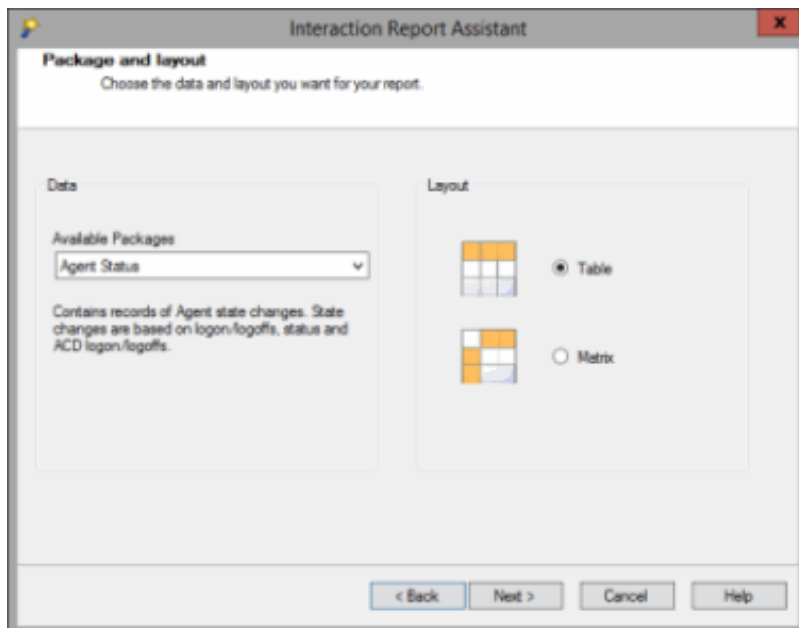 Interaction Report Assistant
x
Package and layout
Choose the data and layout you want for your report.
Data
Available Packages
Agent Status
Contains records of Agent state changes. State
changes are based on logon/logoffs, status and
ACD logon/logoffs.
Layout
Table
Matrix
< Back
Next >
Cancel
Help